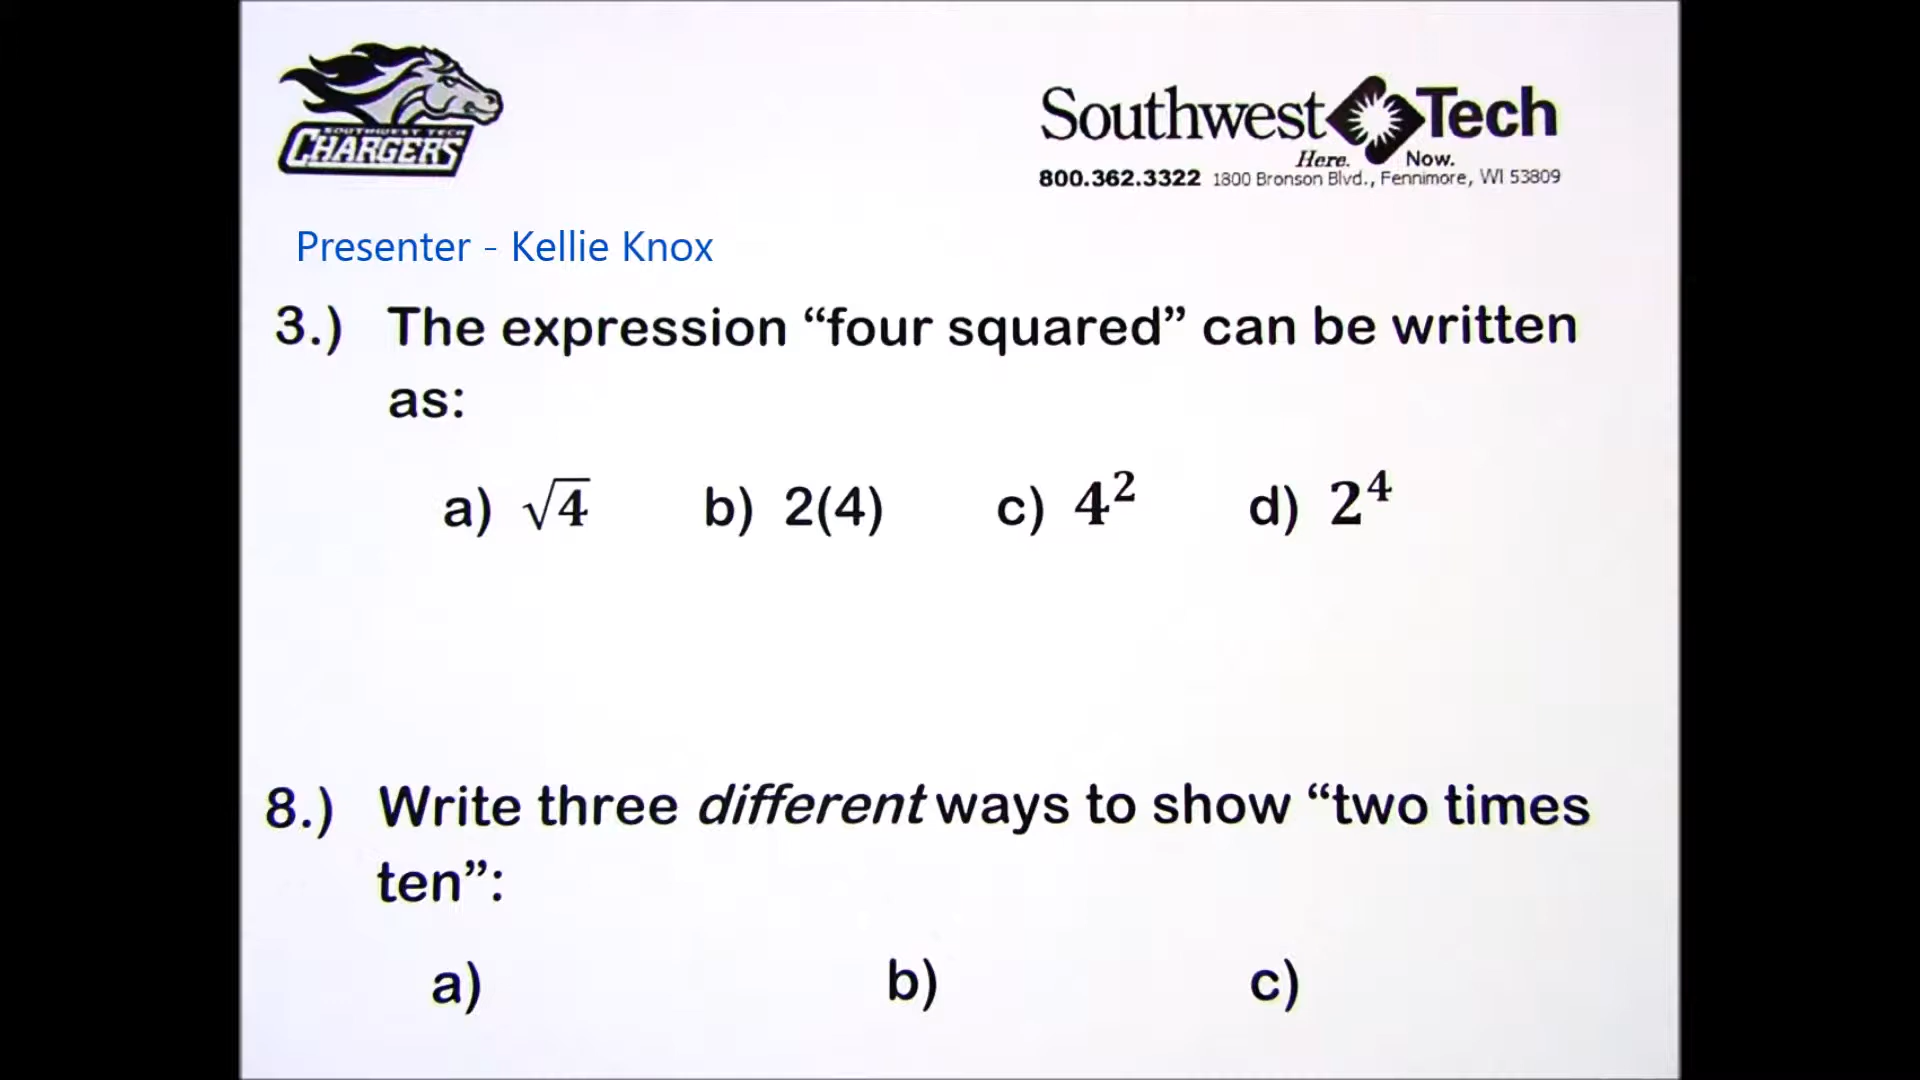 SOUTHWEST TECH
CHARGERS
Southwest Tech
Here. Now.
800.362.3322 1800 Bronson Blvd., Fennimore, WI 53809
Presenter - Kellie Knox
3.) The expression “four squared” can be written
as:
a) √4 b) 2(4) c) 4² d) 2⁴
8.) Write three different ways to show “two times
ten”:
a) b) c)